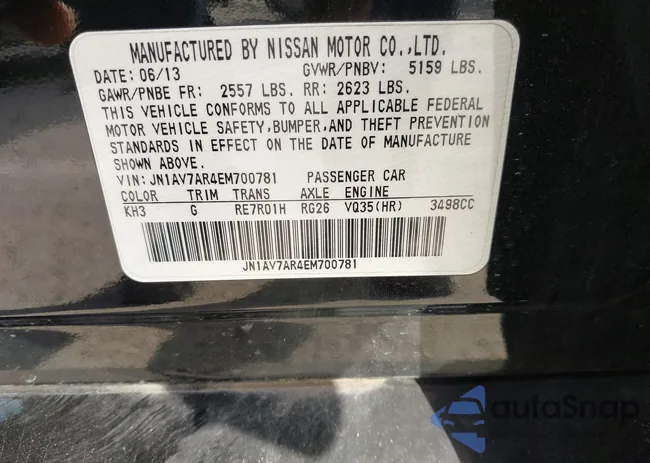 MANUFACTURED BY NISSAN MOTOR CO.,LTD.
DATE: 06/13 GVWR/PNBV: 5159 LBS.
GAWR/PNBE FR: 2557 LBS. RR: 2623 LBS.
THIS VEHICLE CONFORMS TO ALL APPLICABLE FEDERAL
MOTOR VEHICLE SAFETY,BUMPER,AND THEFT PREVENTION
STANDARDS IN EFFECT ON THE DATE OF MANUFACTURE
SHOWN ABOVE.
VIN: JN1AV7AR4EM700781 PASSENGER CAR
COLOR TRIM TRANS AXLE ENGINE
KH3 G RE7R01H RG26 VQ35(HR) 3498CC
JN1AV7AR4EM700781
autoSnap